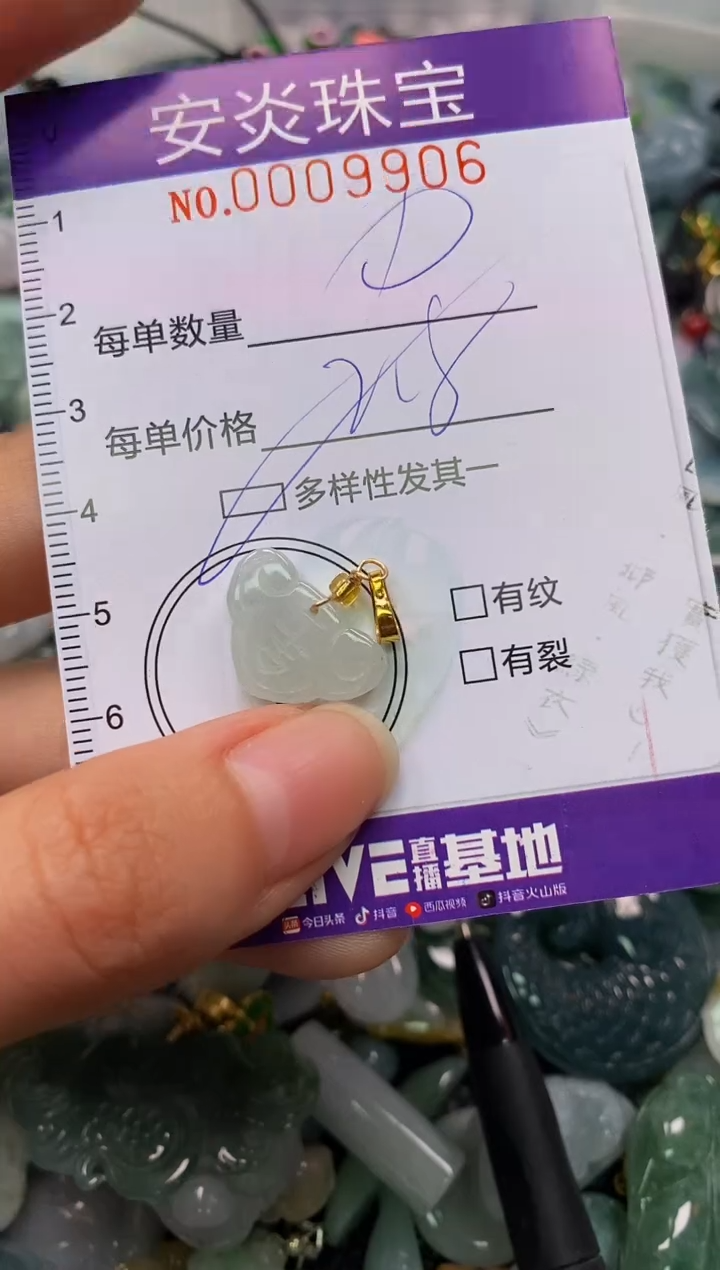 安炎珠宝
NO.0009906
1
2
每单数量
3
每单价格
4
多样性发其一
5
有纹
有裂
6
LIVE直播基地
今日头条 抖音 西瓜视频 抖音火山版